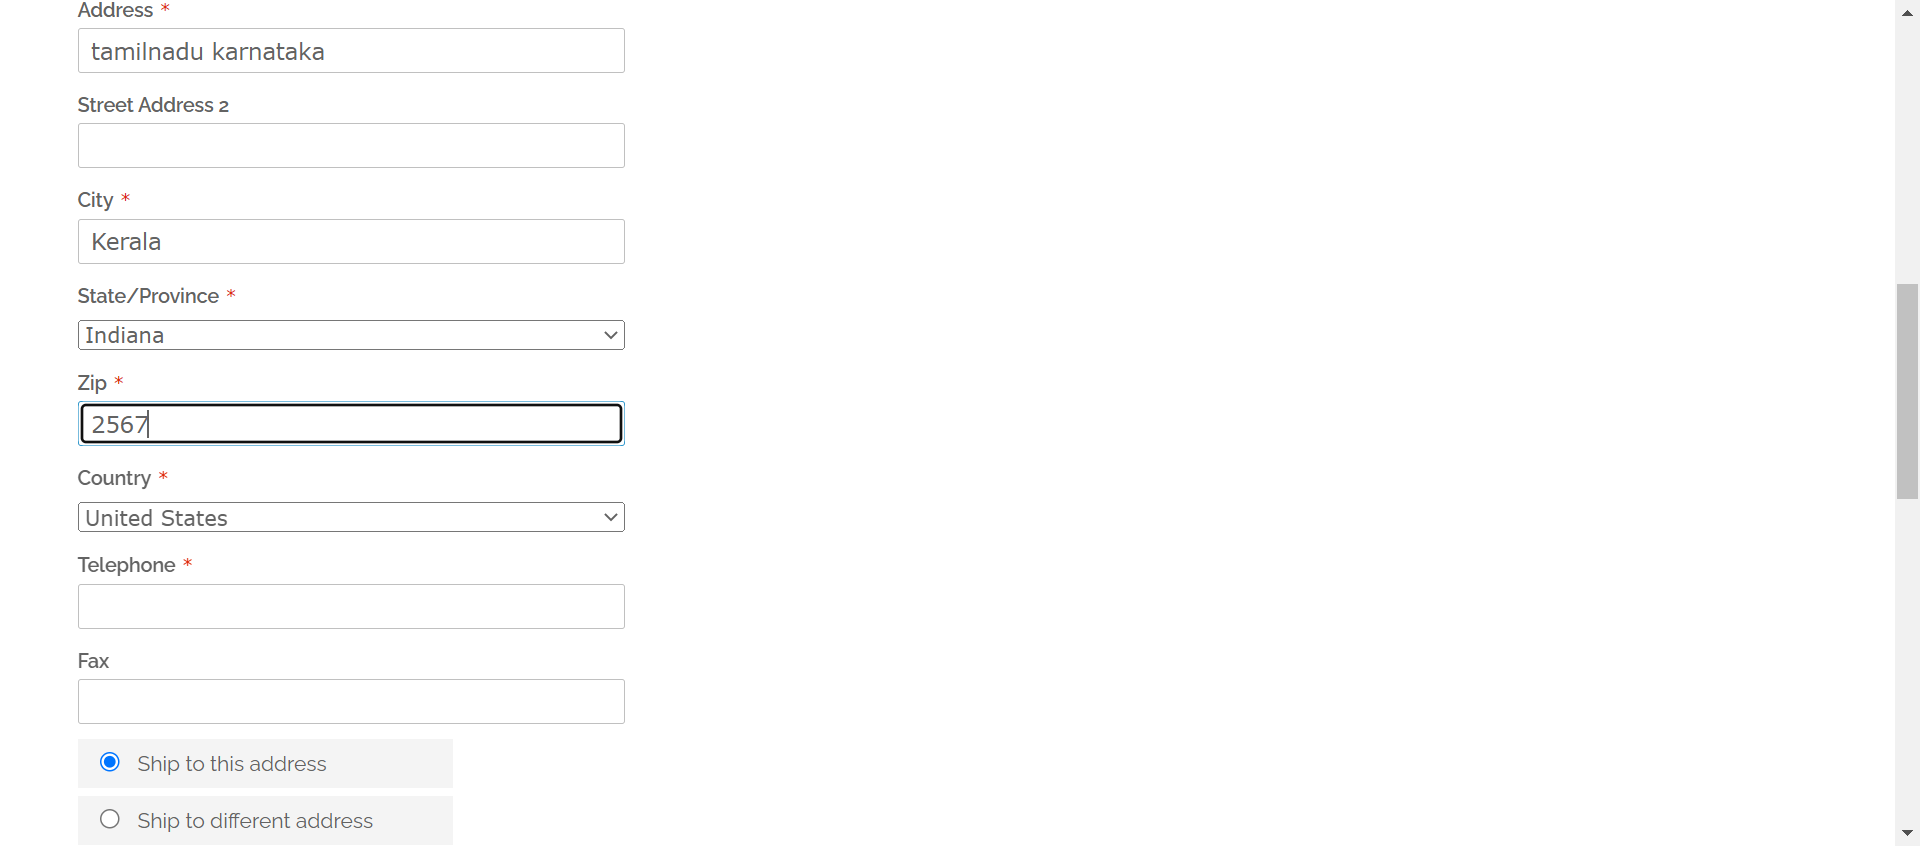 Address *
tamilnadu karnataka
Street Address 2
City *
Kerala
State/Province *
Indiana
Zip *
2567
Country *
United States
Telephone *
Fax
Ship to this address
Ship to different address